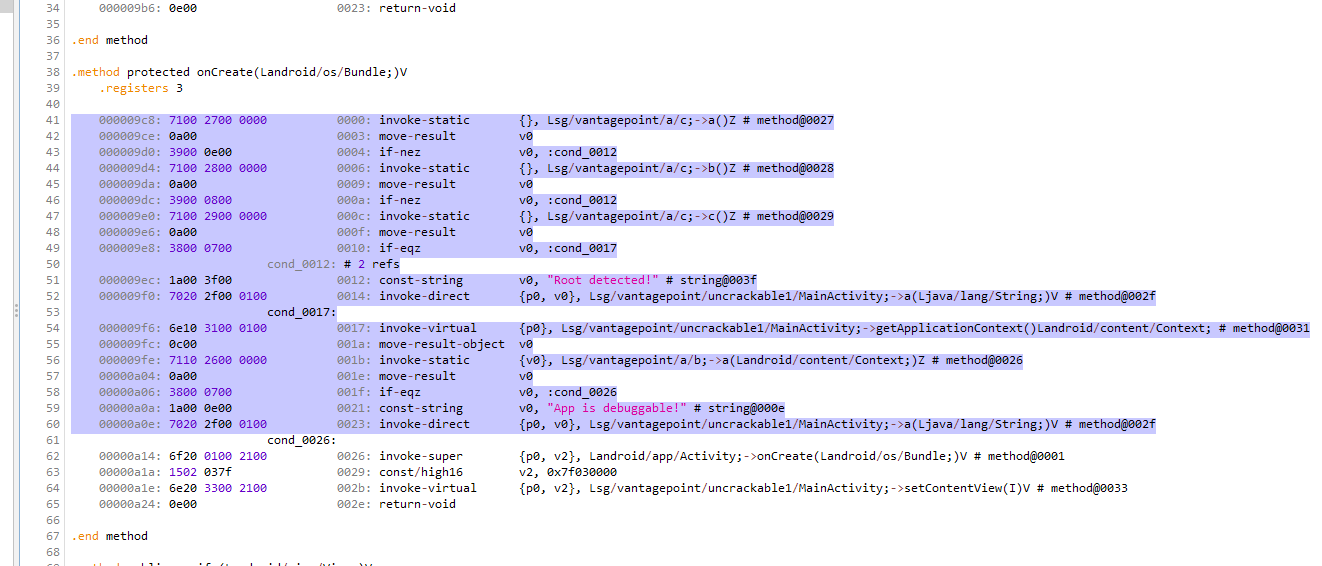 34 000009b6: 0e00 0023: return-void
35
36 .end method
37
38 .method protected onCreate(Landroid/os/Bundle;)V
39 .registers 3
40
41 000009c8: 7100 2700 0000 0000: invoke-static {}, Lsg/vantagepoint/a/c;->a()Z # method@0027
42 000009ce: 0a00 0003: move-result v0
43 000009d0: 3900 0e00 0004: if-nez v0, :cond_0012
44 000009d4: 7100 2800 0000 0006: invoke-static {}, Lsg/vantagepoint/a/c;->b()Z # method@0028
45 000009da: 0a00 0009: move-result v0
46 000009dc: 3900 0800 000a: if-nez v0, :cond_0012
47 000009e0: 7100 2900 0000 000c: invoke-static {}, Lsg/vantagepoint/a/c;->c()Z # method@0029
48 000009e6: 0a00 000f: move-result v0
49 000009e8: 3800 0700 0010: if-eqz v0, :cond_0017
50 cond_0012: # 2 refs
51 000009ec: 1a00 3f00 0012: const-string v0, "Root detected!" # string@003f
52 000009f0: 7020 2f00 0100 0014: invoke-direct {p0, v0}, Lsg/vantagepoint/uncrackable1/MainActivity;->a(Ljava/lang/String;)V # method@002f
53 cond_0017:
54 000009f6: 6e10 3100 0100 0017: invoke-virtual {p0}, Lsg/vantagepoint/uncrackable1/MainActivity;->getApplicationContext()Landroid/content/Context; # method@0031
55 000009fc: 0c00 001a: move-result-object v0
56 000009fe: 7110 2600 0000 001b: invoke-static {v0}, Lsg/vantagepoint/a/b;->a(Landroid/content/Context;)Z # method@0026
57 00000a04: 0a00 001e: move-result v0
58 00000a06: 3800 0700 001f: if-eqz v0, :cond_0026
59 00000a0a: 1a00 0e00 0021: const-string v0, "App is debuggable!" # string@000e
60 00000a0e: 7020 2f00 0100 0023: invoke-direct {p0, v0}, Lsg/vantagepoint/uncrackable1/MainActivity;->a(Ljava/lang/String;)V # method@002f
61 cond_0026:
62 00000a14: 6f20 0100 2100 0026: invoke-super {p0, v2}, Landroid/app/Activity;->onCreate(Landroid/os/Bundle;)V # method@0001
63 00000a1a: 1502 037f 0029: const/high16 v2, 0x7f030000
64 00000a1e: 6e20 3300 2100 002b: invoke-virtual {p0, v2}, Lsg/vantagepoint/uncrackable1/MainActivity;->setContentView(I)V # method@0033
65 00000a24: 0e00 002e: return-void
66
67 .end method
68